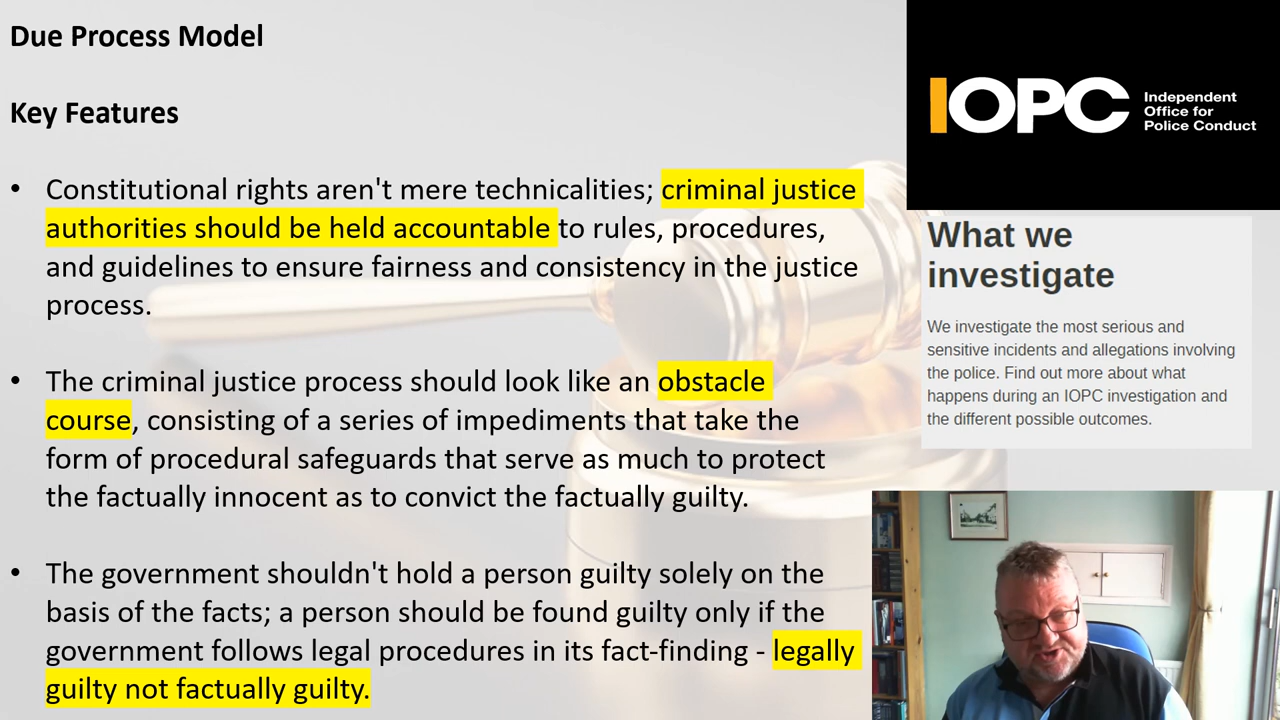 Due Process Model
Key Features
• Constitutional rights aren't mere technicalities; criminal justice
authorities should be held accountable to rules, procedures,
and guidelines to ensure fairness and consistency in the justice
process.
• The criminal justice process should look like an obstacle
course, consisting of a series of impediments that take the
form of procedural safeguards that serve as much to protect
the factually innocent as to convict the factually guilty.
• The government shouldn't hold a person guilty solely on the
basis of the facts; a person should be found guilty only if the
government follows legal procedures in its fact-finding - legally
guilty not factually guilty.
IOPC
Independent
Office for
Police Conduct
What we
investigate
We investigate the most serious and
sensitive incidents and allegations involving
the police. Find out more about what
happens during an IOPC investigation and
the different possible outcomes.